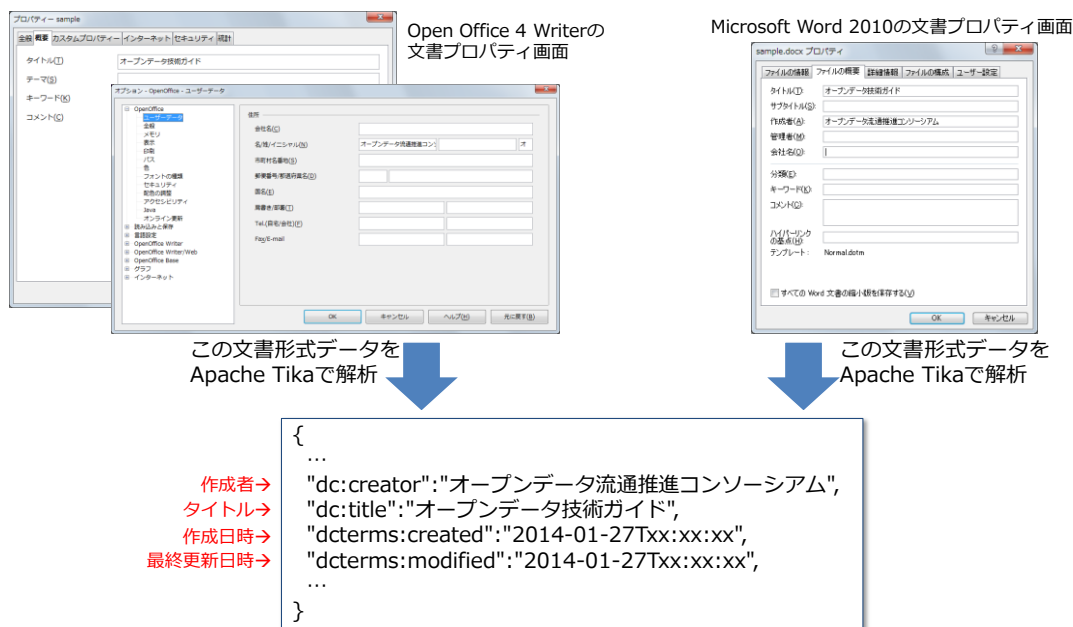 プロパティー sample
全般 概要 カスタムプロパティー インターネット セキュリティ 統計
タイトル(T) オープンデータ技術ガイド
テーマ(S)
キーワード(K)
コメント(C)
Open Office 4 Writerの
文書プロパティ画面
オプション - OpenOffice - ユーザーデータ
OpenOffice
ユーザーデータ
全般
メモリ
表示
印刷
パス
色
フォントの種類
セキュリティ
配色の調整
アクセシビリティ
Java
オンライン更新
読み込みと保存
言語設定
OpenOffice Writer
OpenOffice Writer/Web
OpenOffice Base
グラフ
インターネット
住所
会社名(C)
名/姓/イニシャル(N) オープンデータ流通推進コン オ
市町村名番地(S)
郵便番号/都道府県名(D)
国名(E)
肩書き/部署(T)
Tel.(自宅/会社)(P)
Fax/E-mail
OK キャンセル ヘルプ(H) 元に戻す(B)
Microsoft Word 2010の文書プロパティ画面
sample.docx プロパティ
ファイルの情報 ファイルの概要 詳細情報 ファイルの構成 ユーザー設定
タイトル(T): オープンデータ技術ガイド
サブタイトル(S):
作成者(A): オープンデータ流通推進コンソーシアム
管理者(M):
会社名(O):
分類(E):
キーワード(K):
コメント(C):
ハイパーリンク
の基点(H):
テンプレート: Normal.dotm
すべての Word 文書の縮小版を保存する(V)
OK キャンセル
この文書形式データを
Apache Tikaで解析
この文書形式データを
Apache Tikaで解析
{
…
作成者→ "dc:creator":"オープンデータ流通推進コンソーシアム",
タイトル→ "dc:title":"オープンデータ技術ガイド",
作成日時→ "dcterms:created":"2014-01-27Txx:xx:xx",
最終更新日時→ "dcterms:modified":"2014-01-27Txx:xx:xx",
…
}